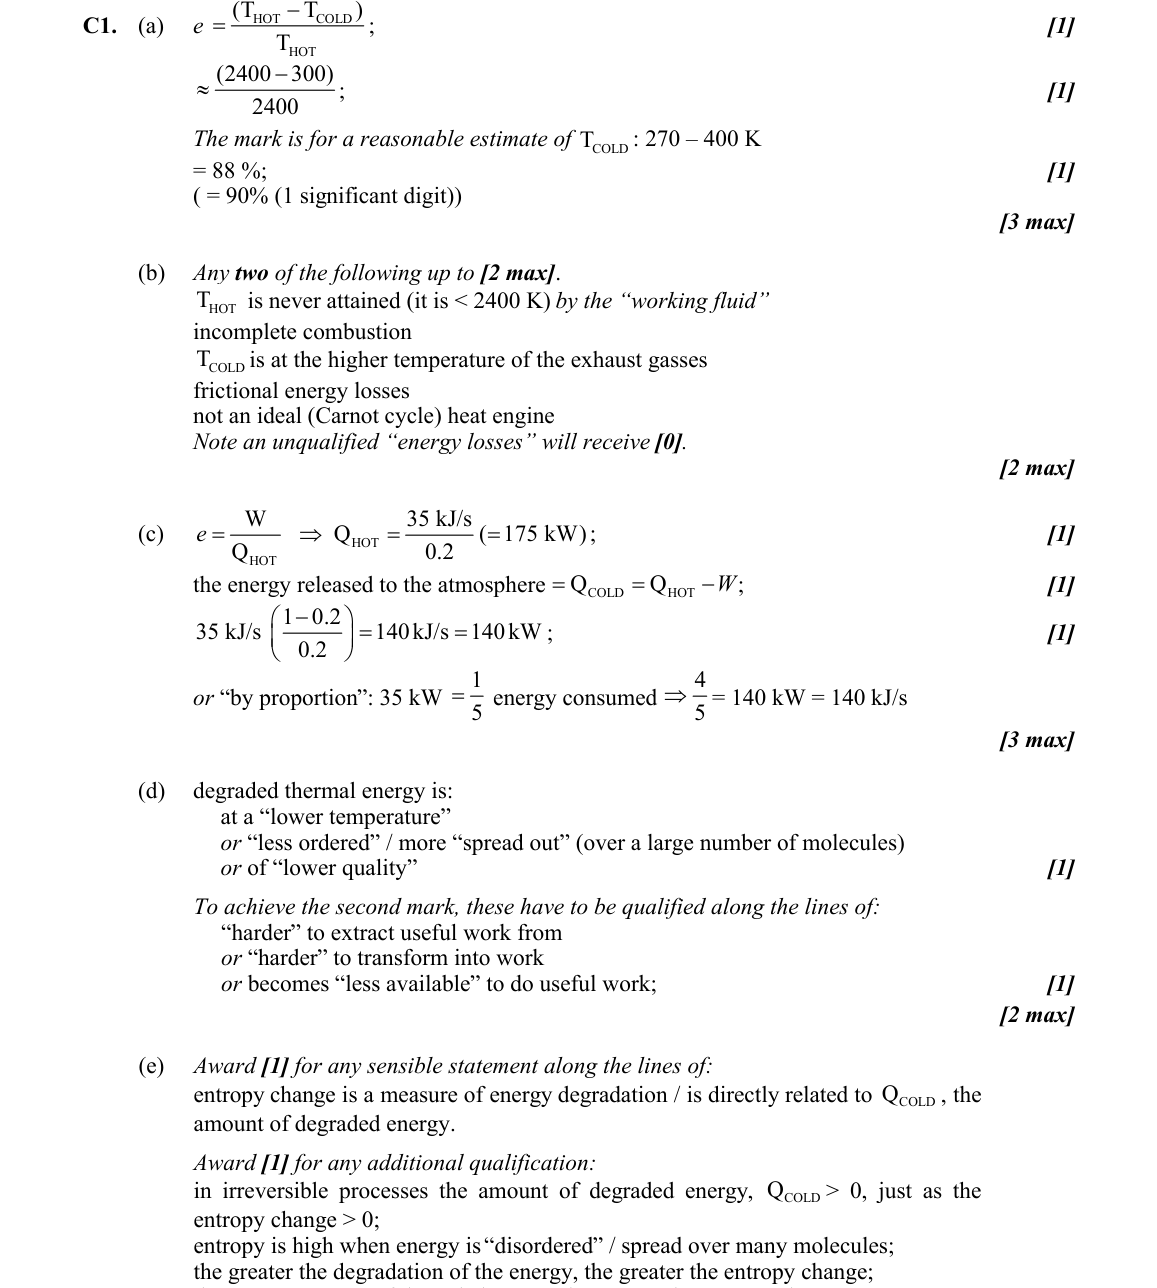 C1. (a) e = (T_HOT − T_COLD) / T_HOT ; [1]
≈ (2400 − 300) / 2400 ; [1]
The mark is for a reasonable estimate of T_COLD : 270 – 400 K
= 88 %; [1]
( = 90% (1 significant digit))
[3 max]
(b) Any two of the following up to [2 max].
T_HOT is never attained (it is < 2400 K) by the “working fluid”
incomplete combustion
T_COLD is at the higher temperature of the exhaust gasses
frictional energy losses
not an ideal (Carnot cycle) heat engine
Note an unqualified “energy losses” will receive [0].
[2 max]
(c) e = W / Q_HOT ⇒ Q_HOT = 35 kJ/s / 0.2 (= 175 kW) ; [1]
the energy released to the atmosphere = Q_COLD = Q_HOT − W; [1]
35 kJ/s ( (1 − 0.2) / 0.2 ) = 140 kJ/s = 140 kW ; [1]
or “by proportion”: 35 kW = 1/5 energy consumed ⇒ 4/5 = 140 kW = 140 kJ/s
[3 max]
(d) degraded thermal energy is:
at a “lower temperature”
or “less ordered” / more “spread out” (over a large number of molecules)
or of “lower quality” [1]
To achieve the second mark, these have to be qualified along the lines of:
“harder” to extract useful work from
or “harder” to transform into work
or becomes “less available” to do useful work; [1]
[2 max]
(e) Award [1] for any sensible statement along the lines of:
entropy change is a measure of energy degradation / is directly related to Q_COLD , the
amount of degraded energy.
Award [1] for any additional qualification:
in irreversible processes the amount of degraded energy, Q_COLD > 0, just as the
entropy change > 0;
entropy is high when energy is “disordered” / spread over many molecules;
the greater the degradation of the energy, the greater the entropy change;